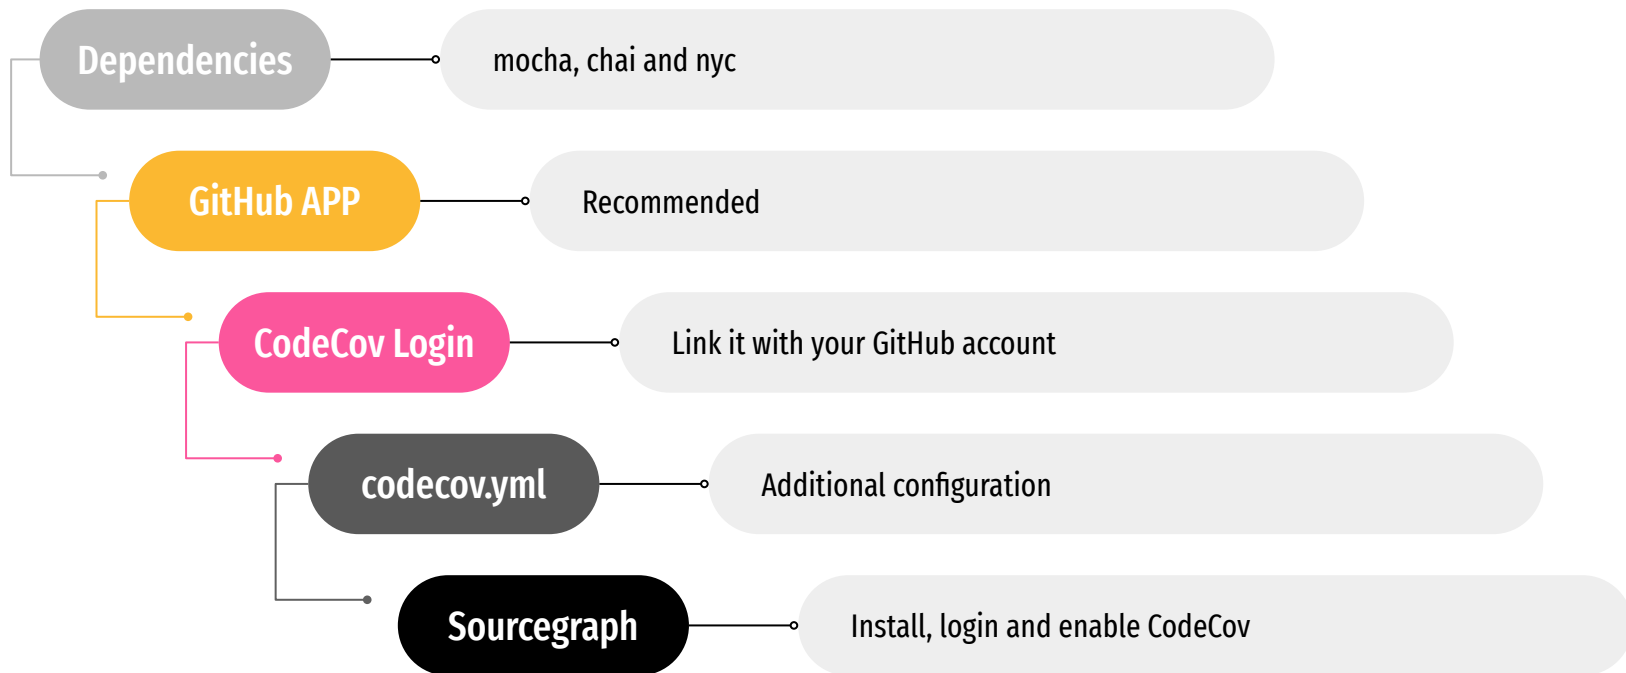 Dependencies
mocha, chai and nyc
GitHub APP
Recommended
CodeCov Login
Link it with your GitHub account
codecov.yml
Additional configuration
Sourcegraph
Install, login and enable CodeCov